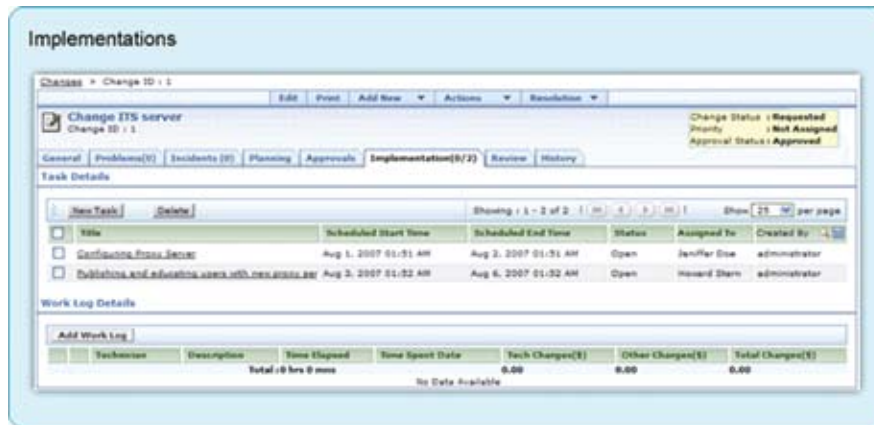 Implementations
Changes > Change ID : 1
Edit Print Add New Actions Resolution
Change ITS server
Change ID : 1
Change Status : Requested
Priority : Not Assigned
Approval Status : Approved
General Problems(0) Incidents (0) Planning Approvals Implementation(0/2) Review History
Task Details
New Task Delete Showing : 1 - 2 of 2 Show 25 per page
Title Scheduled Start Time Scheduled End Time Status Assigned To Created By
Configuring Proxy Server Aug 1, 2007 01:51 AM Aug 2, 2007 01:51 AM Open Jeniffer Doe administrator
Publishing and educating users with new proxy ser Aug 3, 2007 01:52 AM Aug 6, 2007 01:52 AM Open Howard Stern administrator
Work Log Details
Add Work Log
Technician Description Time Elapsed Time Spent Date Tech Charges($) Other Charges($) Total Charges($)
Total :0 hrs 0 mins 0.00 0.00 0.00
No Data Available